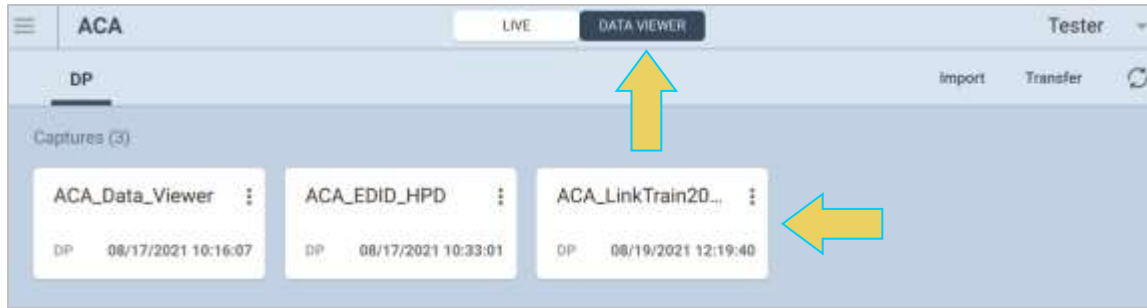 ACA LIVE DATA VIEWER Tester
DP Import Transfer
Captures (3)
ACA_Data_Viewer ACA_EDID_HPD ACA_LinkTrain20...
DP 08/17/2021 10:16:07 DP 08/17/2021 10:33:01 DP 08/19/2021 12:19:40